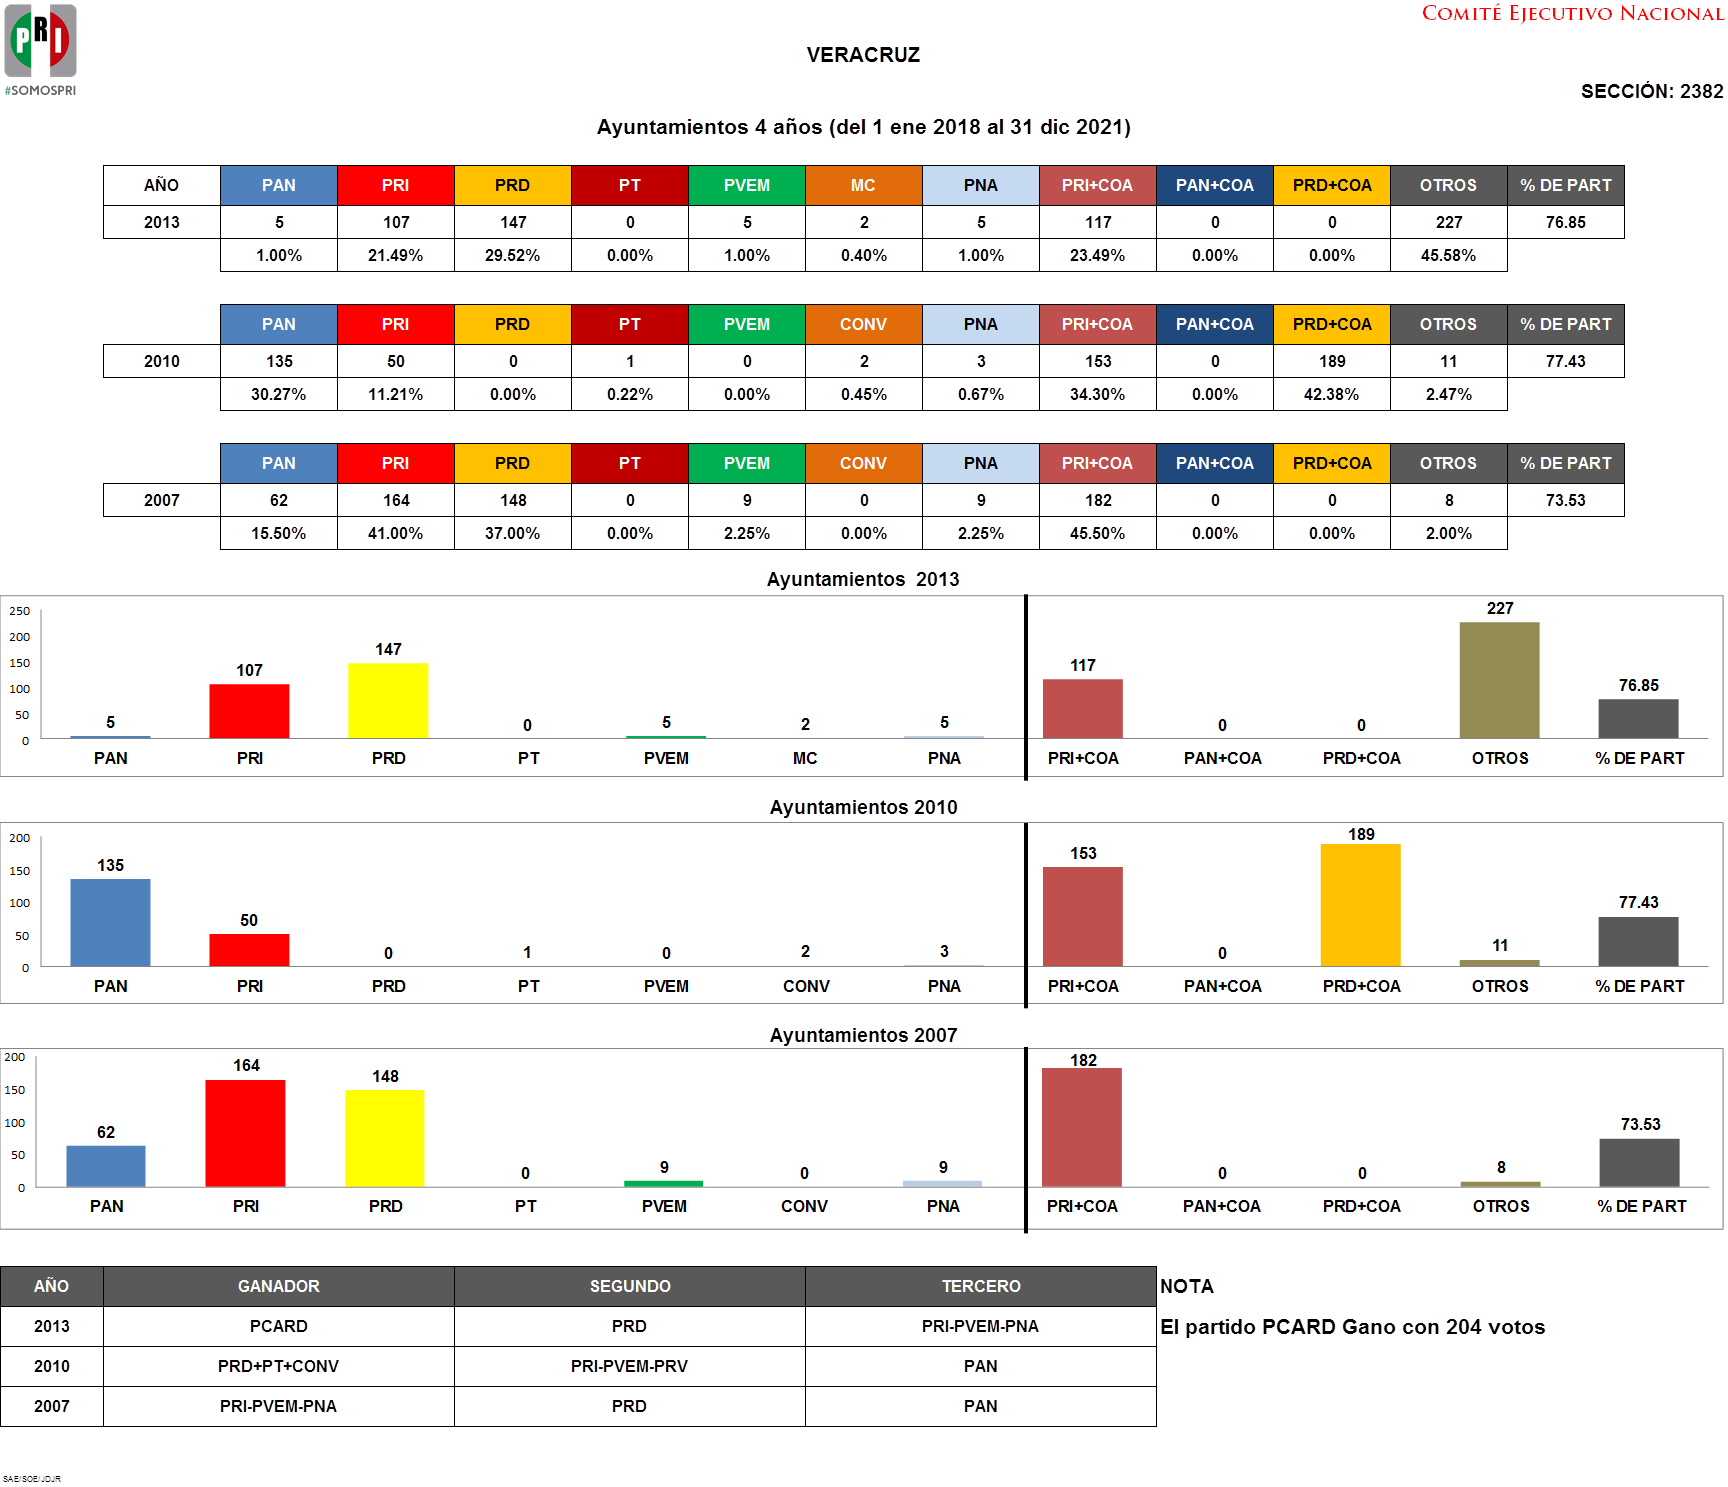 COMITÉ EJECUTIVO NACIONAL
PRI
#SOMOSPRI
VERACRUZ
SECCIÓN: 2382
Ayuntamientos 4 años (del 1 ene 2018 al 31 dic 2021)
AÑO PAN PRI PRD PT PVEM MC PNA PRI+COA PAN+COA PRD+COA OTROS % DE PART
2013 5 107 147 0 5 2 5 117 0 0 227 76.85
1.00% 21.49% 29.52% 0.00% 1.00% 0.40% 1.00% 23.49% 0.00% 0.00% 45.58%
PAN PRI PRD PT PVEM CONV PNA PRI+COA PAN+COA PRD+COA OTROS % DE PART
2010 135 50 0 1 0 2 3 153 0 189 11 77.43
30.27% 11.21% 0.00% 0.22% 0.00% 0.45% 0.67% 34.30% 0.00% 42.38% 2.47%
PAN PRI PRD PT PVEM CONV PNA PRI+COA PAN+COA PRD+COA OTROS % DE PART
2007 62 164 148 0 9 0 9 182 0 0 8 73.53
15.50% 41.00% 37.00% 0.00% 2.25% 0.00% 2.25% 45.50% 0.00% 0.00% 2.00%
Ayuntamientos 2013
250
200
150
100
50
0
5 107 147 0 5 2 5 117 0 0 227 76.85
PAN PRI PRD PT PVEM MC PNA PRI+COA PAN+COA PRD+COA OTROS % DE PART
Ayuntamientos 2010
200
150
100
50
0
135 50 0 1 0 2 3 153 0 189 11 77.43
PAN PRI PRD PT PVEM CONV PNA PRI+COA PAN+COA PRD+COA OTROS % DE PART
Ayuntamientos 2007
200
150
100
50
0
62 164 148 0 9 0 9 182 0 0 8 73.53
PAN PRI PRD PT PVEM CONV PNA PRI+COA PAN+COA PRD+COA OTROS % DE PART
AÑO GANADOR SEGUNDO TERCERO NOTA
2013 PCARD PRD PRI-PVEM-PNA El partido PCARD Gano con 204 votos
2010 PRD+PT+CONV PRI-PVEM-PRV PAN
2007 PRI-PVEM-PNA PRD PAN
SAE/SOE/JDJR